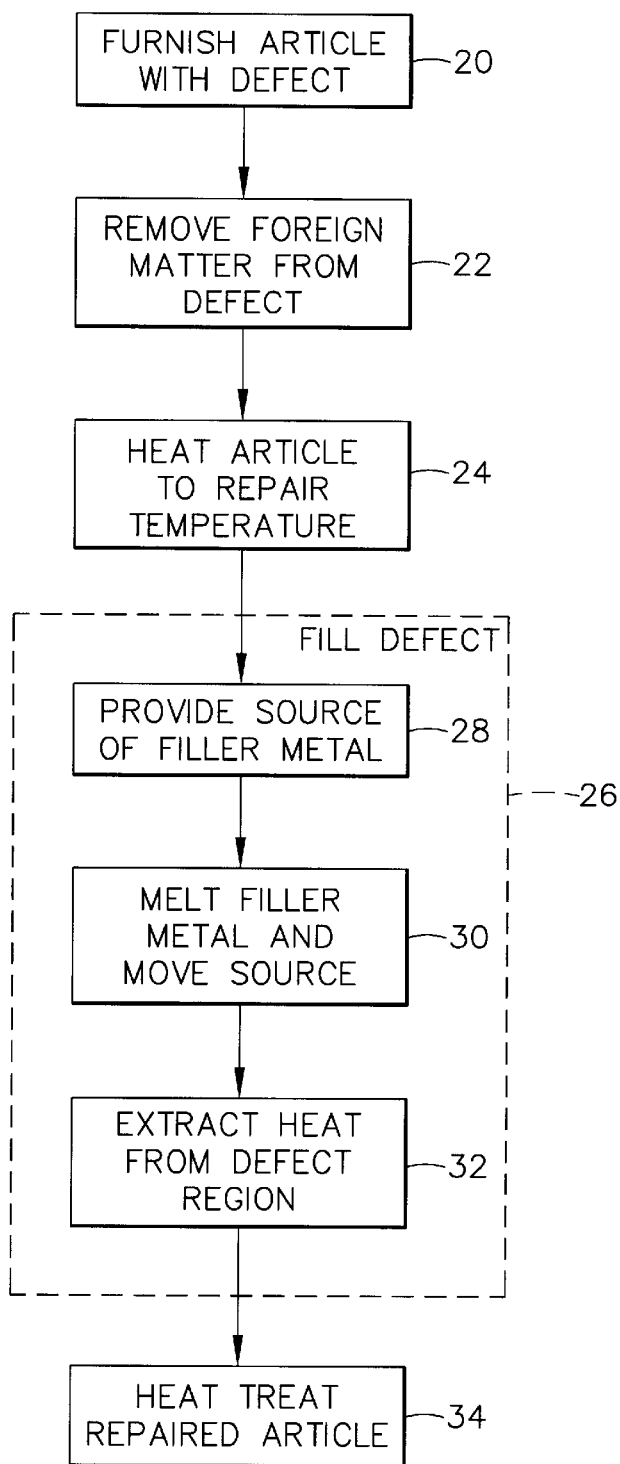 FURNISH ARTICLE
WITH DEFECT
20
REMOVE FOREIGN
MATTER FROM
DEFECT
22
HEAT ARTICLE
TO REPAIR
TEMPERATURE
24
FILL DEFECT
PROVIDE SOURCE
OF FILLER METAL
28
26
MELT FILLER
METAL AND
MOVE SOURCE
30
EXTRACT HEAT
FROM DEFECT
REGION
32
HEAT TREAT
REPAIRED ARTICLE
34